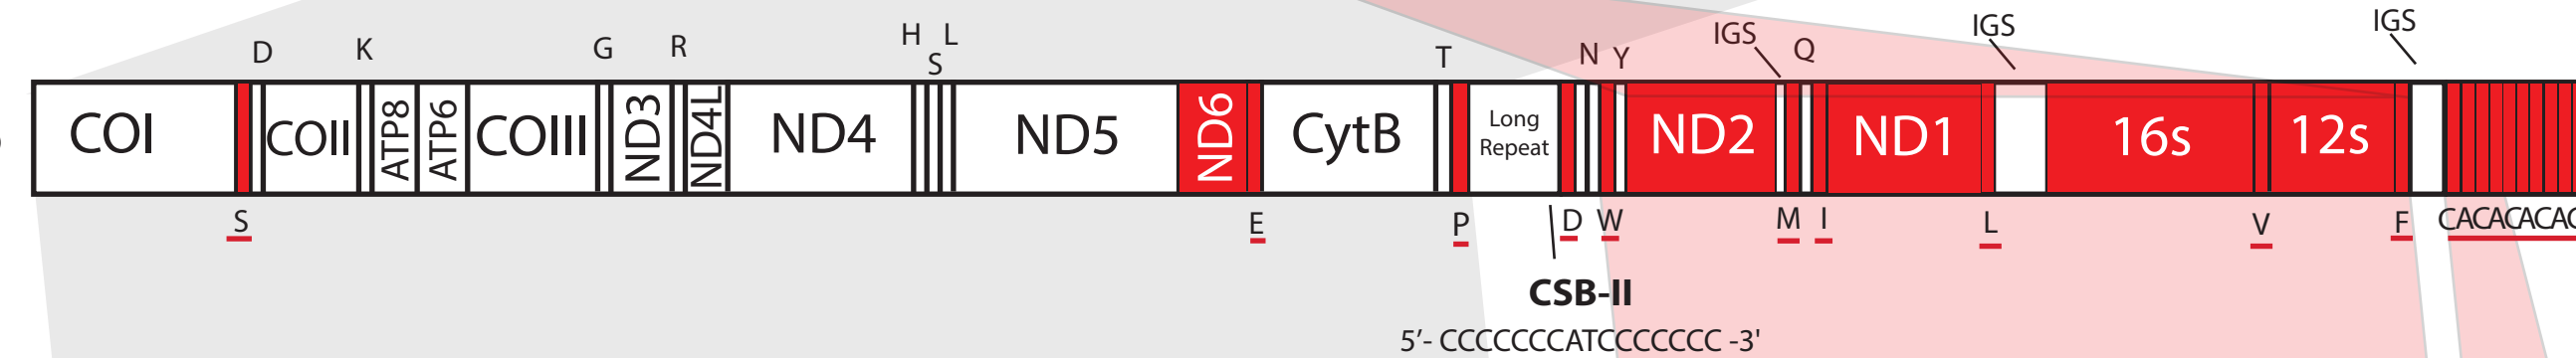 IGS IGS IGS
D K G R H S L T N Y Q
COI COII ATP8 ATP6 COIII ND3 ND4L ND4 ND5 ND6 CytB Long Repeat ND2 ND1 16s 12s
S E P D W M I L V F CACACACAC
CSB-II
5’- CCCCCCCATCCCCCCC -3'